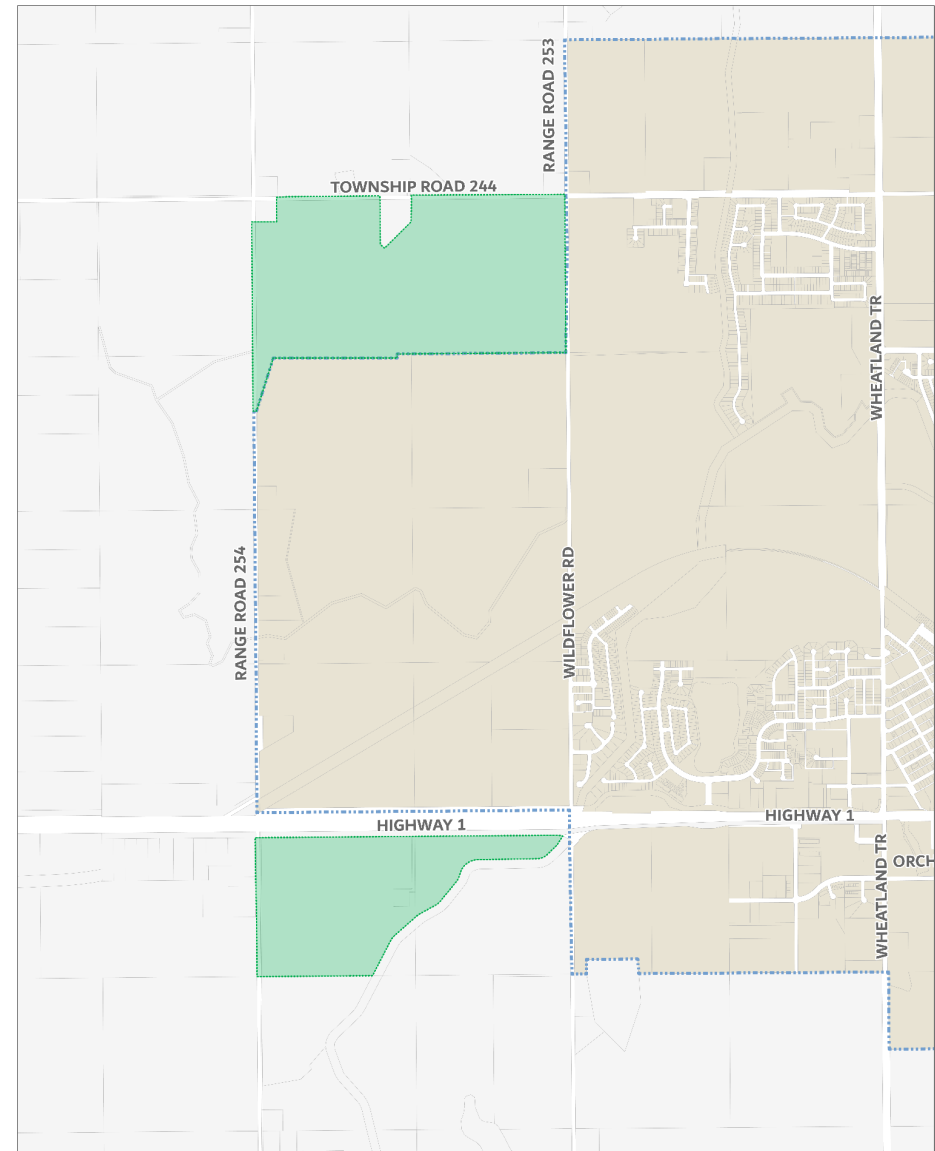 RANGE ROAD 253
TOWNSHIP ROAD 244
WHEATLAND TR
RANGE ROAD 254
WILDFLOWER RD
HIGHWAY 1
HIGHWAY 1
WHEATLAND TR
ORCH